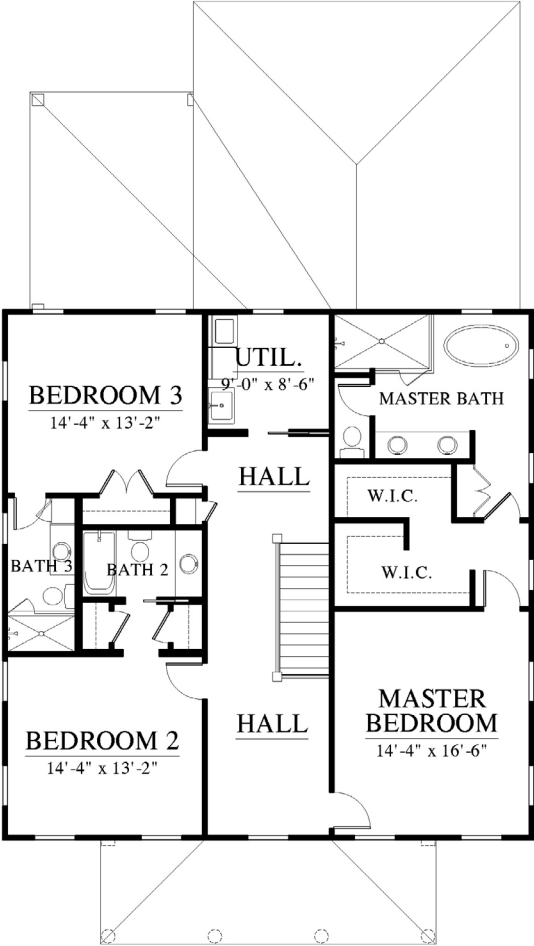 UTIL.
9'-0" x 8'-6"
BEDROOM 3
14'-4" x 13'-2"
MASTER BATH
HALL
W.I.C.
BATH 3
BATH 2
W.I.C.
MASTER
BEDROOM
14'-4" x 16'-6"
HALL
BEDROOM 2
14'-4" x 13'-2"